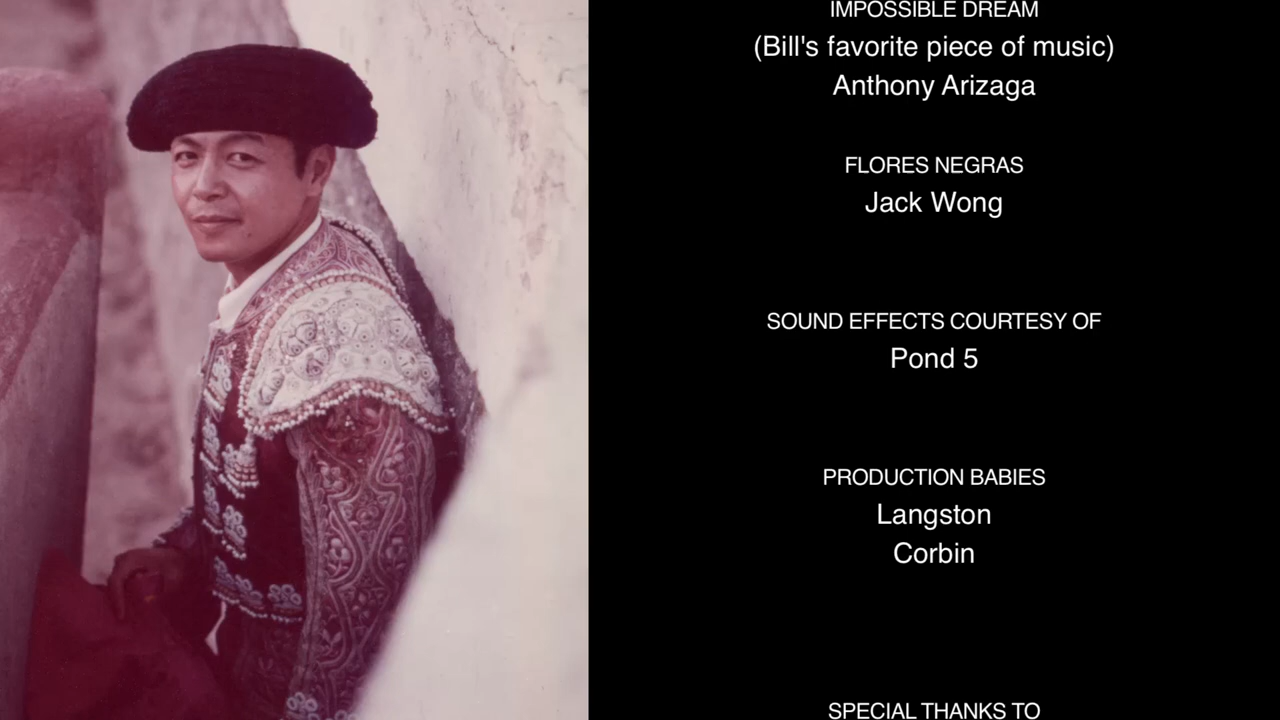 IMPOSSIBLE DREAM
(Bill's favorite piece of music)
Anthony Arizaga
FLORES NEGRAS
Jack Wong
SOUND EFFECTS COURTESY OF
Pond 5
PRODUCTION BABIES
Langston
Corbin
SPECIAL THANKS TO